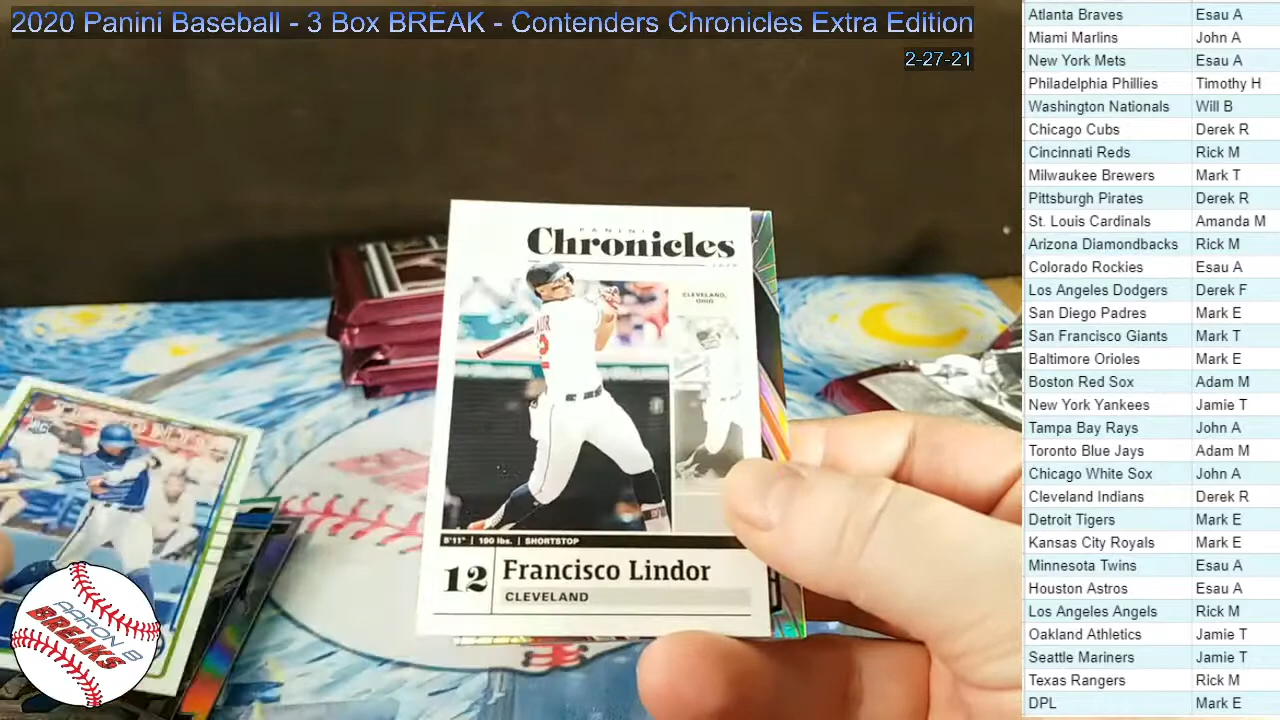 2020 Panini Baseball - 3 Box BREAK - Contenders Chronicles Extra Edition
2-27-21
PANINI
Chronicles
CLEVELAND,
OHIO
5'11" | 190 lbs. | SHORTSTOP
12
Francisco Lindor
CLEVELAND
AARON B
BREAKS
Atlanta Braves Esau A
Miami Marlins John A
New York Mets Esau A
Philadelphia Phillies Timothy H
Washington Nationals Will B
Chicago Cubs Derek R
Cincinnati Reds Rick M
Milwaukee Brewers Mark T
Pittsburgh Pirates Derek R
St. Louis Cardinals Amanda M
Arizona Diamondbacks Rick M
Colorado Rockies Esau A
Los Angeles Dodgers Derek F
San Diego Padres Mark E
San Francisco Giants Mark T
Baltimore Orioles Mark E
Boston Red Sox Adam M
New York Yankees Jamie T
Tampa Bay Rays John A
Toronto Blue Jays Adam M
Chicago White Sox John A
Cleveland Indians Derek R
Detroit Tigers Mark E
Kansas City Royals Mark E
Minnesota Twins Esau A
Houston Astros Esau A
Los Angeles Angels Rick M
Oakland Athletics Jamie T
Seattle Mariners Jamie T
Texas Rangers Rick M
DPL Mark E